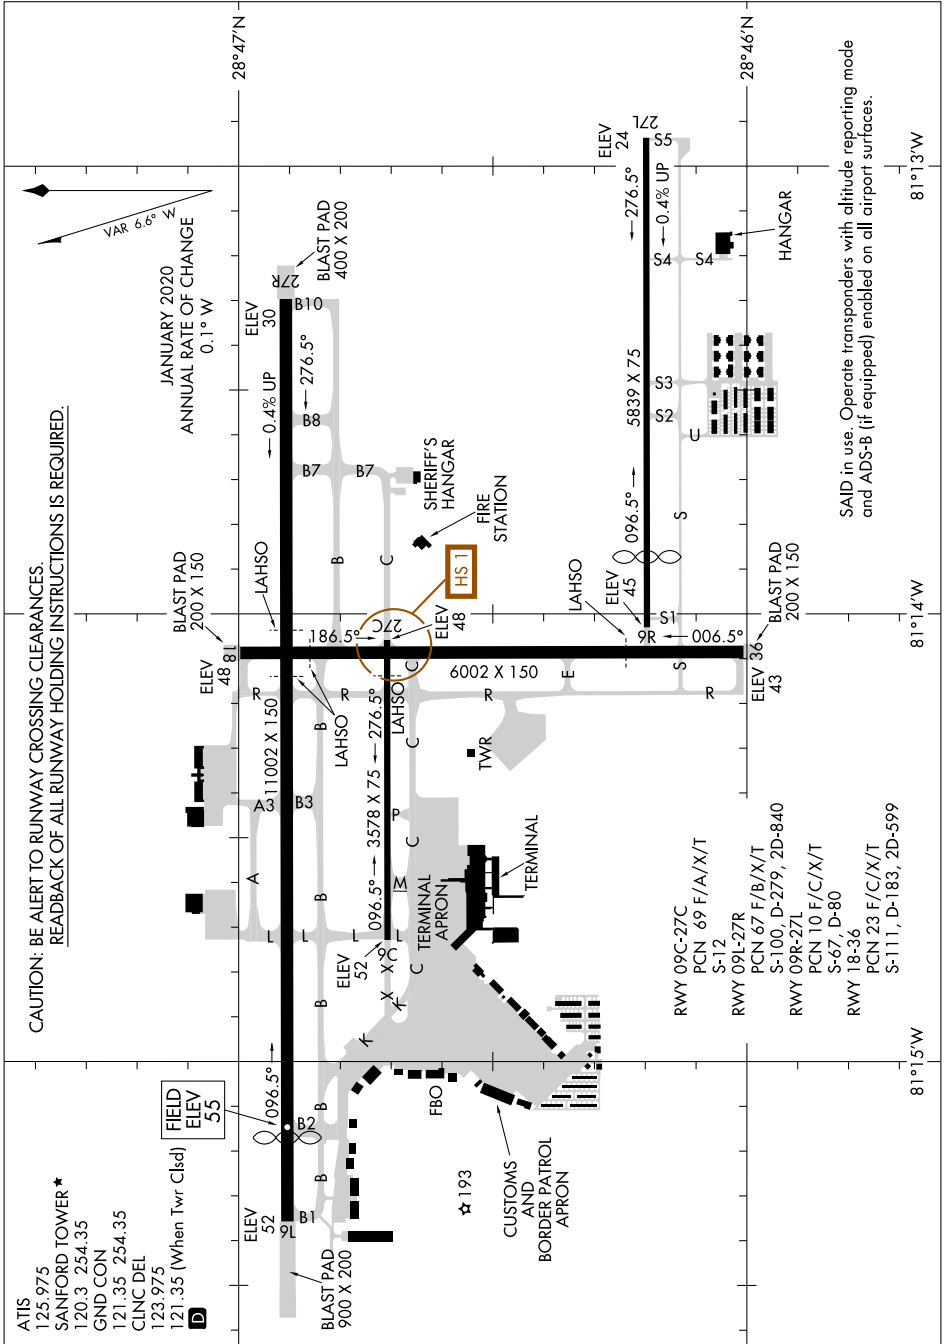 ATIS
125.975
SANFORD TOWER★
120.3 254.35
GND CON
121.35 254.35
CLNC DEL
123.975
121.35 (When Twr Clsd)
D
CAUTION: BE ALERT TO RUNWAY CROSSING CLEARANCES.
READBACK OF ALL RUNWAY HOLDING INSTRUCTIONS IS REQUIRED.
JANUARY 2020
ANNUAL RATE OF CHANGE
0.1° W
VAR 6.6° W
28°47'N
28°46'N
81°15'W
81°14'W
81°13'W
FIELD
ELEV
55
BLAST PAD
900 X 200
ELEV
52
9L
096.5°
11002 X 150
0.4% UP
276.5°
ELEV
30
27R
BLAST PAD
400 X 200
B1
B2
B3
B7
B7
B8
B10
B
B
B
B
B
B
B
A
A3
L
L
L
L
R
R
R
R
BLAST PAD
200 X 150
ELEV
48
18
LAHSO
LAHSO
LAHSO
LAHSO
186.5°
6002 X 150
006.5°
36
ELEV
43
BLAST PAD
200 X 150
ELEV
52
9C
X
X
096.5°
3578 X 75
276.5°
27C
ELEV
48
HS 1
K
K
M
P
C
C
C
C
C
E
S
S
TERMINAL
APRON
TERMINAL
TWR
FIRE
STATION
SHERIFF'S
HANGAR
FBO
193
CUSTOMS
AND
BORDER PATROL
APRON
ELEV
45
9R
096.5°
5839 X 75
276.5°
0.4% UP
ELEV
24
27L
S1
S2
S3
S4
S4
S5
U
HANGAR
RWY 09C-27C
PCN 69 F/A/X/T
S-12
RWY 09L-27R
PCN 67 F/B/X/T
S-100, D-279, 2D-840
RWY 09R-27L
PCN 10 F/C/X/T
S-67, D-80
RWY 18-36
PCN 23 F/C/X/T
S-111, D-183, 2D-599
SAID in use. Operate transponders with altitude reporting mode
and ADS-B (if equipped) enabled on all airport surfaces.